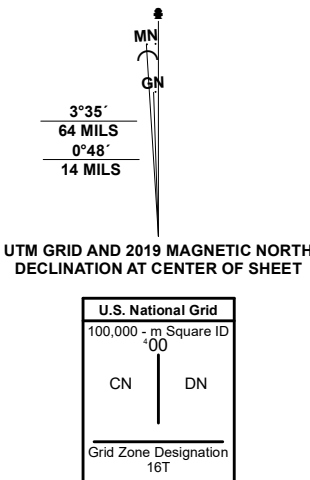 MN
GN
3°35´
64 MILS
0°48´
14 MILS
UTM GRID AND 2019 MAGNETIC NORTH
DECLINATION AT CENTER OF SHEET
U.S. National Grid
100,000 - m Square ID
⁴00
CN DN
Grid Zone Designation
16T